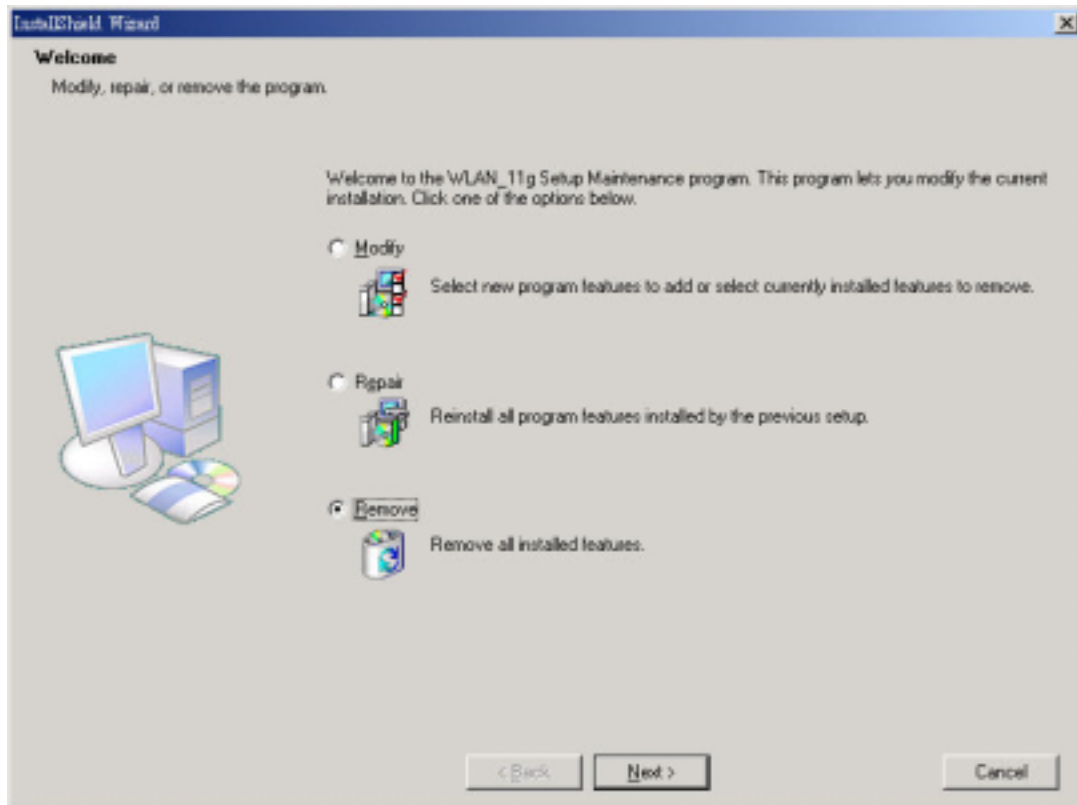 InstallShield Wizard
Welcome
Modify, repair, or remove the program.
Welcome to the WLAN_11g Setup Maintenance program. This program lets you modify the current
installation. Click one of the options below.
Modify
Select new program features to add or select currently installed features to remove.
Repair
Reinstall all program features installed by the previous setup.
Remove
Remove all installed features.
< Back
Next >
Cancel